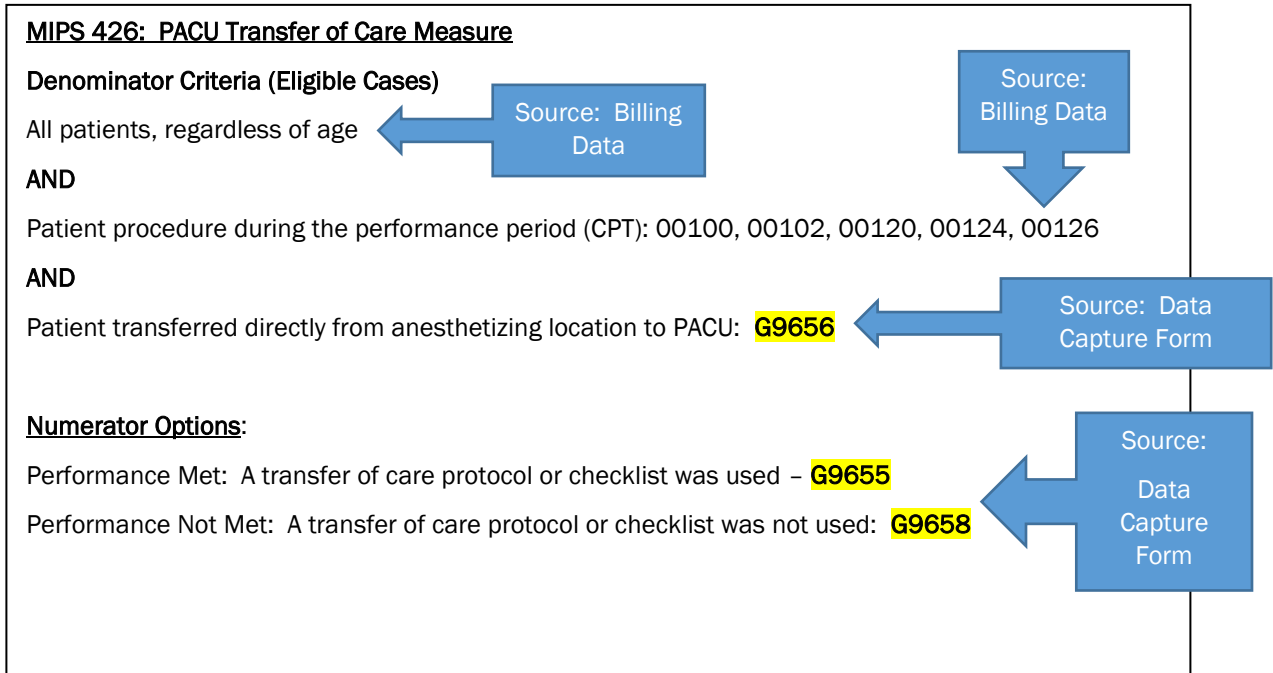 MIPS 426: PACU Transfer of Care Measure
Denominator Criteria (Eligible Cases)
Source:
Billing Data
All patients, regardless of age
Source: Billing
Data
AND
Patient procedure during the performance period (CPT): 00100, 00102, 00120, 00124, 00126
AND
Patient transferred directly from anesthetizing location to PACU: G9656
Source: Data
Capture Form
Numerator Options:
Performance Met: A transfer of care protocol or checklist was used – G9655
Performance Not Met: A transfer of care protocol or checklist was not used: G9658
Source:
Data
Capture
Form